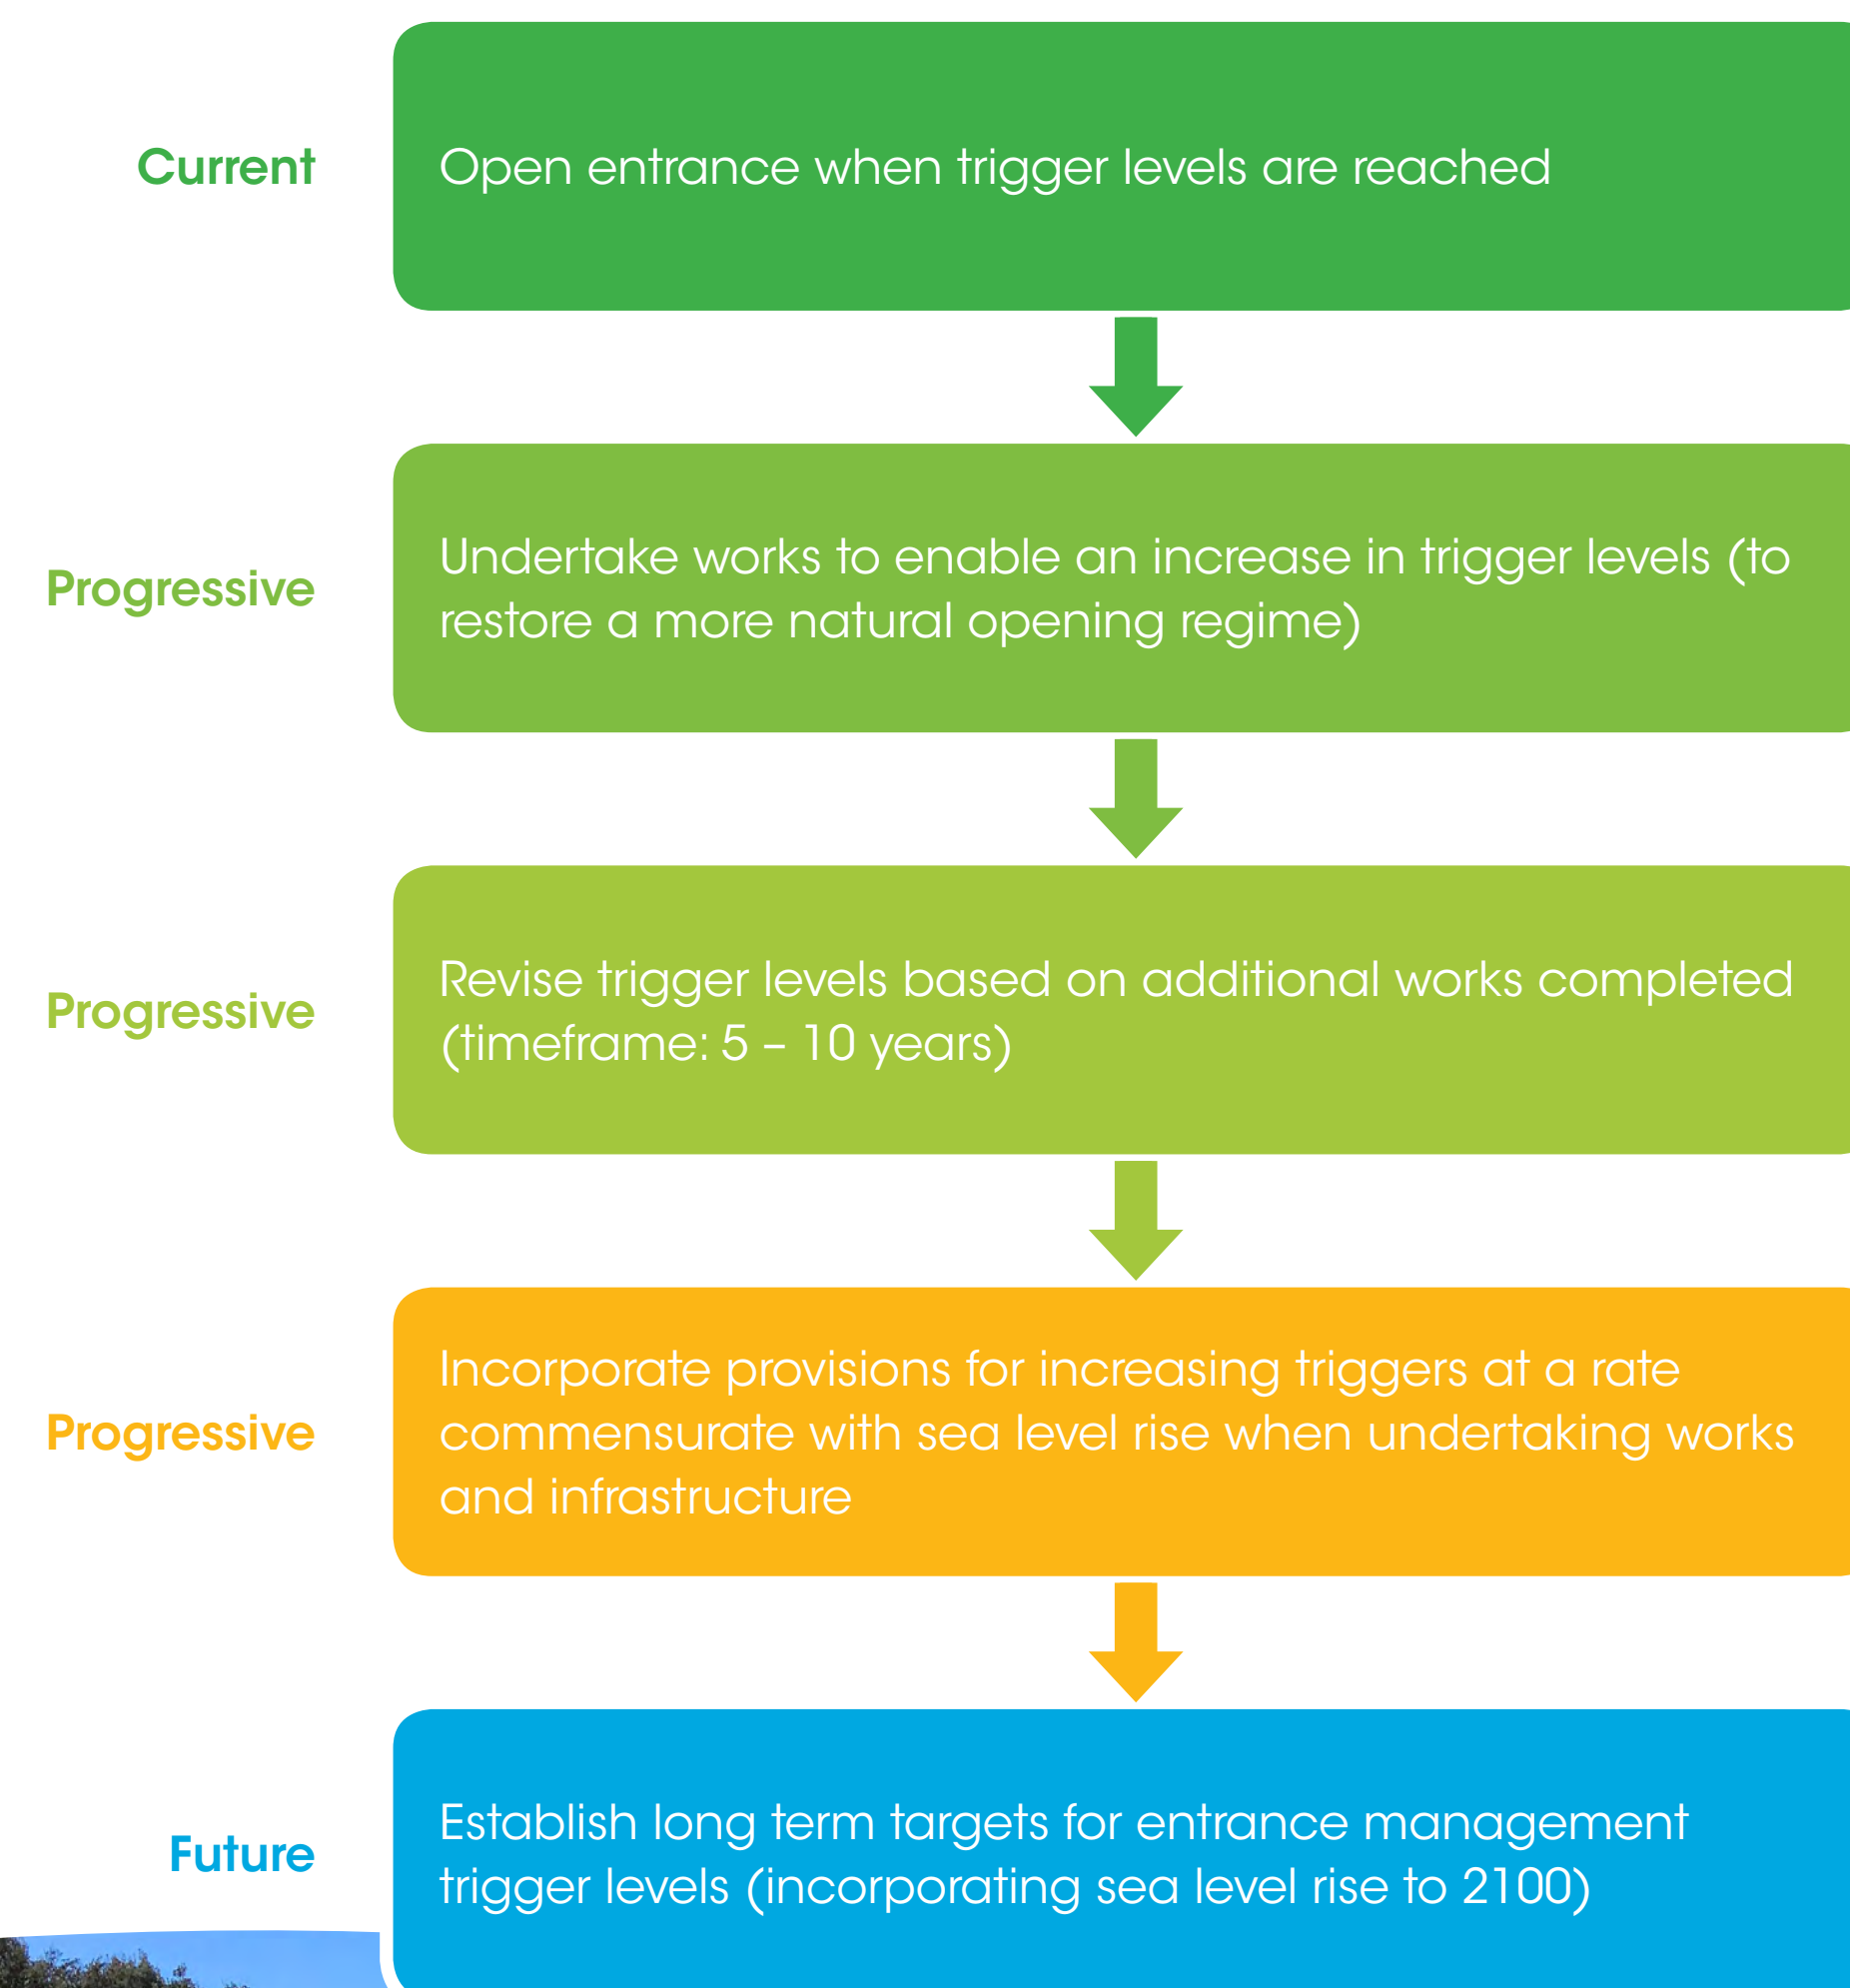 Current
Open entrance when trigger levels are reached
Progressive
Undertake works to enable an increase in trigger levels (to
restore a more natural opening regime)
Progressive
Revise trigger levels based on additional works completed
(timeframe: 5 – 10 years)
Progressive
Incorporate provisions for increasing triggers at a rate
commensurate with sea level rise when undertaking works
and infrastructure
Future
Establish long term targets for entrance management
trigger levels (incorporating sea level rise to 2100)